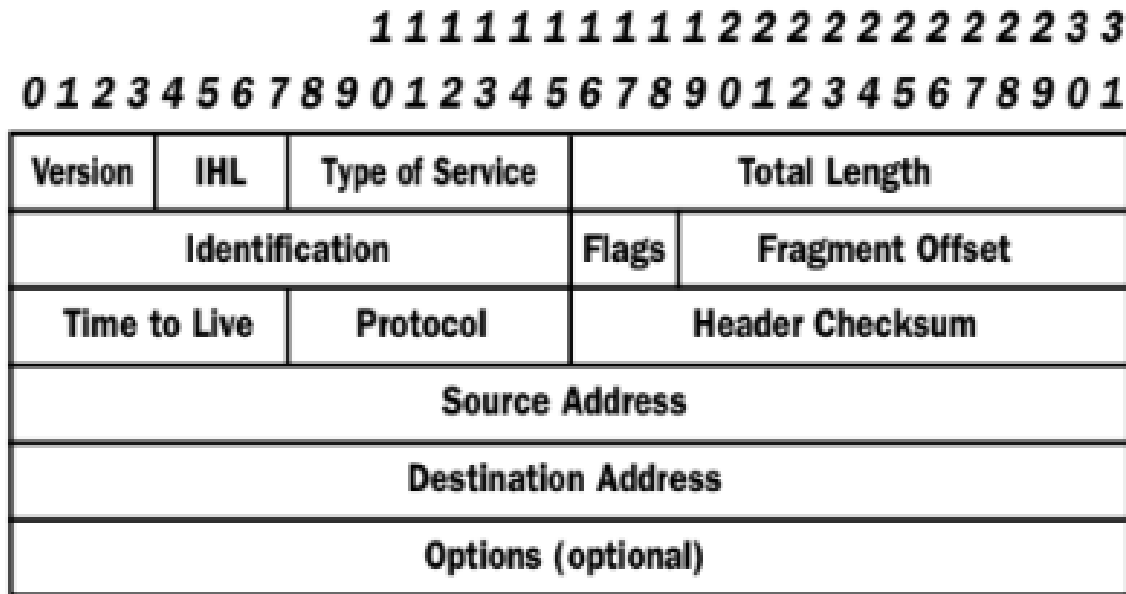 1 1 1 1 1 1 1 1 1 1 2 2 2 2 2 2 2 2 2 2 3 3
0 1 2 3 4 5 6 7 8 9 0 1 2 3 4 5 6 7 8 9 0 1 2 3 4 5 6 7 8 9 0 1
Version IHL Type of Service Total Length
Identification Flags Fragment Offset
Time to Live Protocol Header Checksum
Source Address
Destination Address
Options (optional)